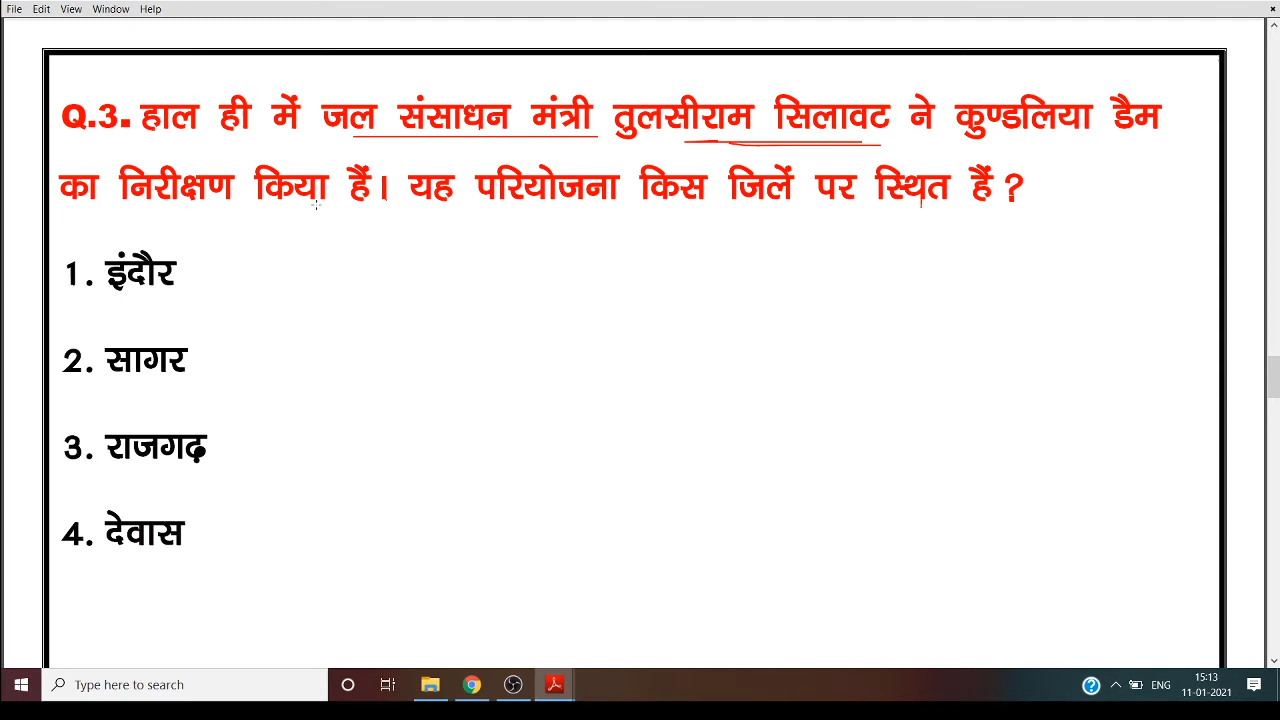 File Edit View Window Help
Q.3. हाल ही में जल संसाधन मंत्री तुलसीराम सिलावट ने कुण्डलिया डैम
का निरीक्षण किया हैं। यह परियोजना किस जिलें पर स्थित हैं ?
1. इंदौर
2. सागर
3. राजगढ़
4. देवास
Type here to search
ENG
15:13
11-01-2021